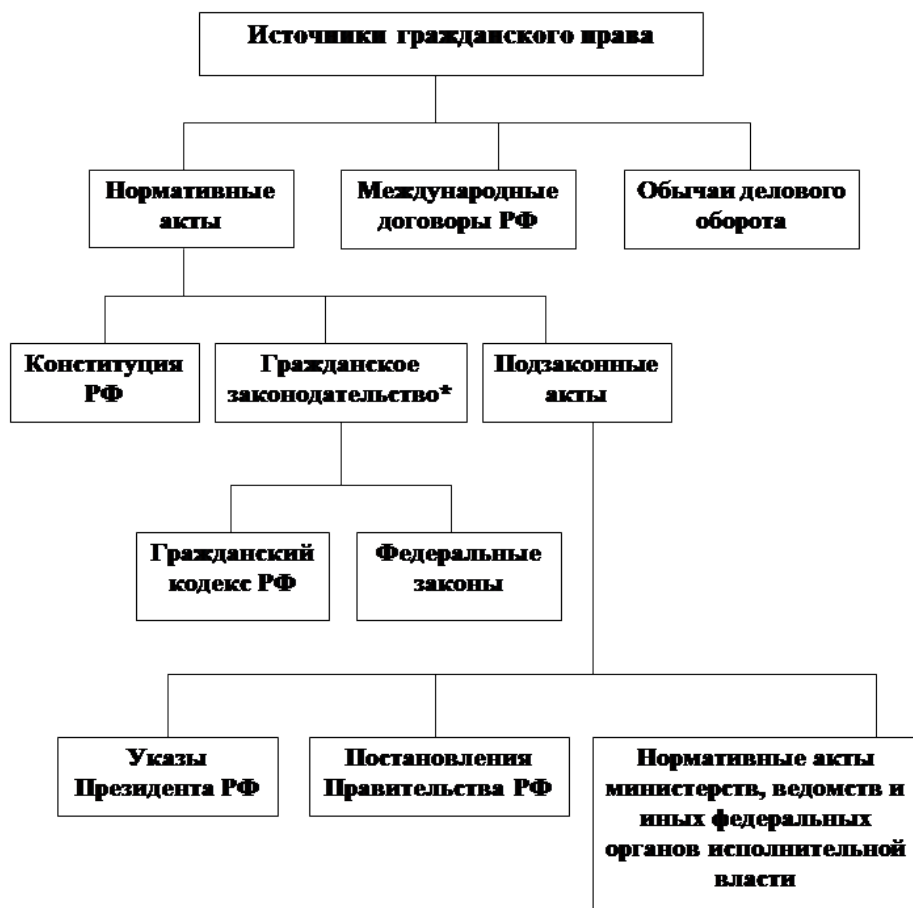 Источники гражданского права
Нормативные
акты
Международные
договоры РФ
Обычаи делового
оборота
Конституция
РФ
Гражданское
законодательство*
Подзаконные
акты
Гражданский
кодекс РФ
Федеральные
законы
Указы
Президента РФ
Постановления
Правительства РФ
Нормативные акты
министерств, ведомств и
иных федеральных
органов исполнительной
власти